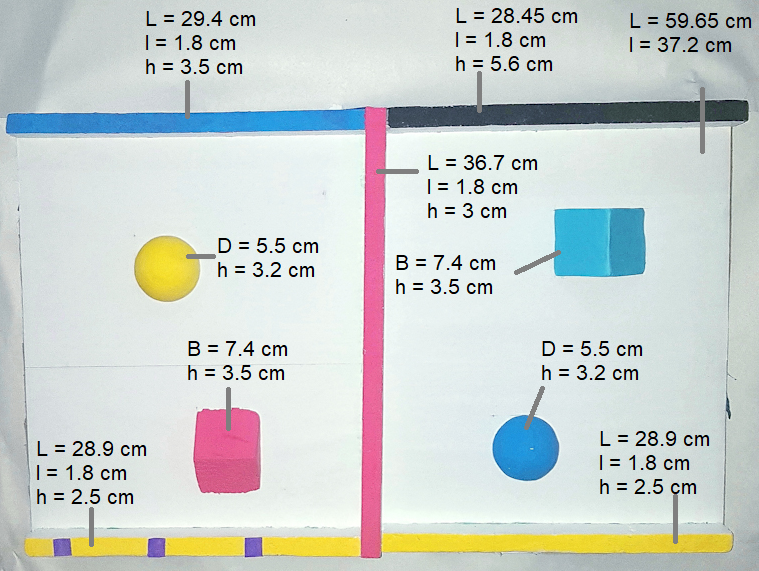 L = 29.4 cm
l = 1.8 cm
h = 3.5 cm
L = 28.45 cm
l = 1.8 cm
h = 5.6 cm
L = 59.65 cm
l = 37.2 cm
L = 36.7 cm
l = 1.8 cm
h = 3 cm
D = 5.5 cm
h = 3.2 cm
B = 7.4 cm
h = 3.5 cm
B = 7.4 cm
h = 3.5 cm
D = 5.5 cm
h = 3.2 cm
L = 28.9 cm
l = 1.8 cm
h = 2.5 cm
L = 28.9 cm
l = 1.8 cm
h = 2.5 cm